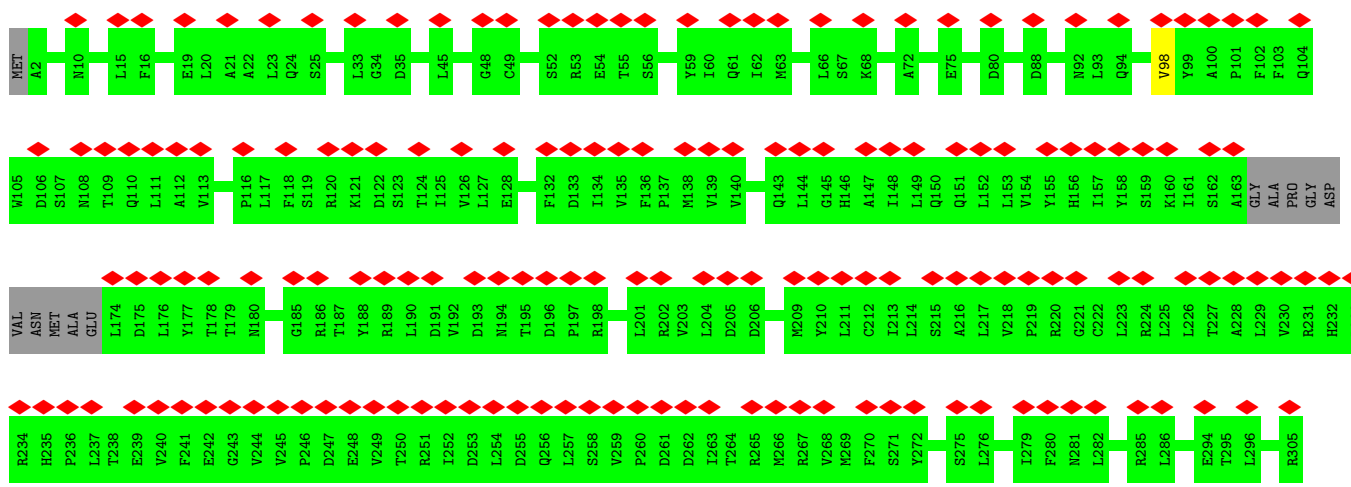 MET A2 N10 L15 F16 E19 L20 A21 A22 L23 Q24 S25 L33 G34 D35 L45 G48 C49 S52 R53 E54 T55 S56 Y59 I60 Q61 I62 M63 L66 S67 K68 A72 E75 D80 D88 N92 L93 Q94 V98 Y99 A100 P101 F102 F103 Q104
W105 D106 S107 N108 T109 Q110 L111 A112 V113 P116 L117 F118 S119 R120 K121 D122 S123 T124 I125 V126 L127 E128 F132 D133 I134 V135 F136 P137 M138 V139 V140 Q143 L144 G145 H146 A147 I148 L149 Q150 Q151 L152 L153 V154 Y155 H156 I157 Y158 S159 K160 I161 S162 A163 GLY ALA PRO GLY ASP
VAL ASN MET ALA GLU L174 D175 L176 Y177 T178 T179 N180 G185 R186 T187 Y188 R189 L190 D191 V192 D193 N194 T195 D196 P197 R198 L201 R202 V203 L204 D205 D206 M209 Y210 L211 C212 I213 L214 S215 A216 L217 V218 P219 R220 G221 C222 L223 R224 L225 L226 T227 A228 L229 V230 R231 H232
R234 H235 P236 L237 T238 E239 V240 F241 E242 G243 V244 V245 P246 D247 E248 V249 T250 R251 I252 D253 L254 D255 Q256 L257 S258 V259 P260 D261 D262 I263 T264 R265 M266 R267 V268 M269 F270 S271 Y272 S275 L276 I279 F280 N281 L282 R285 L286 E294 T295 L296 R305